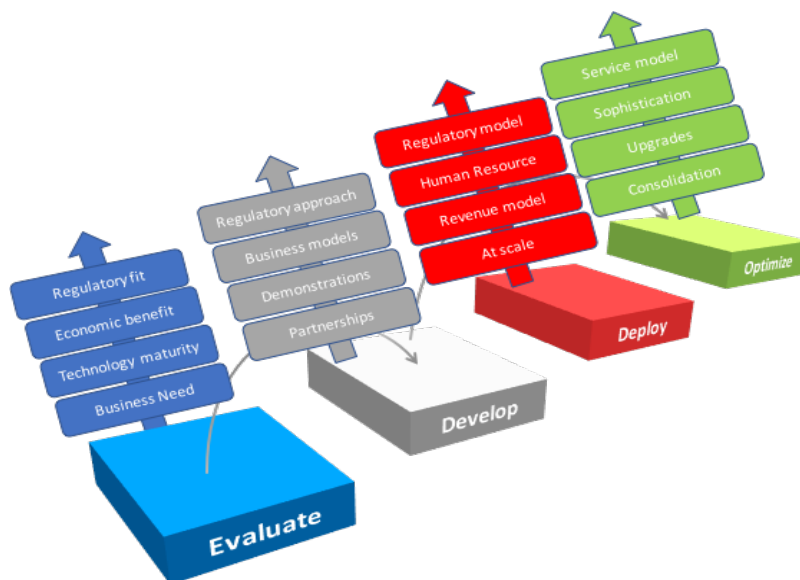 Regulatory fit
Economic benefit
Technology maturity
Business Need
Evaluate
Regulatory approach
Business models
Demonstrations
Partnerships
Develop
Regulatory model
Human Resource
Revenue model
At scale
Deploy
Service model
Sophistication
Upgrades
Consolidation
Optimize